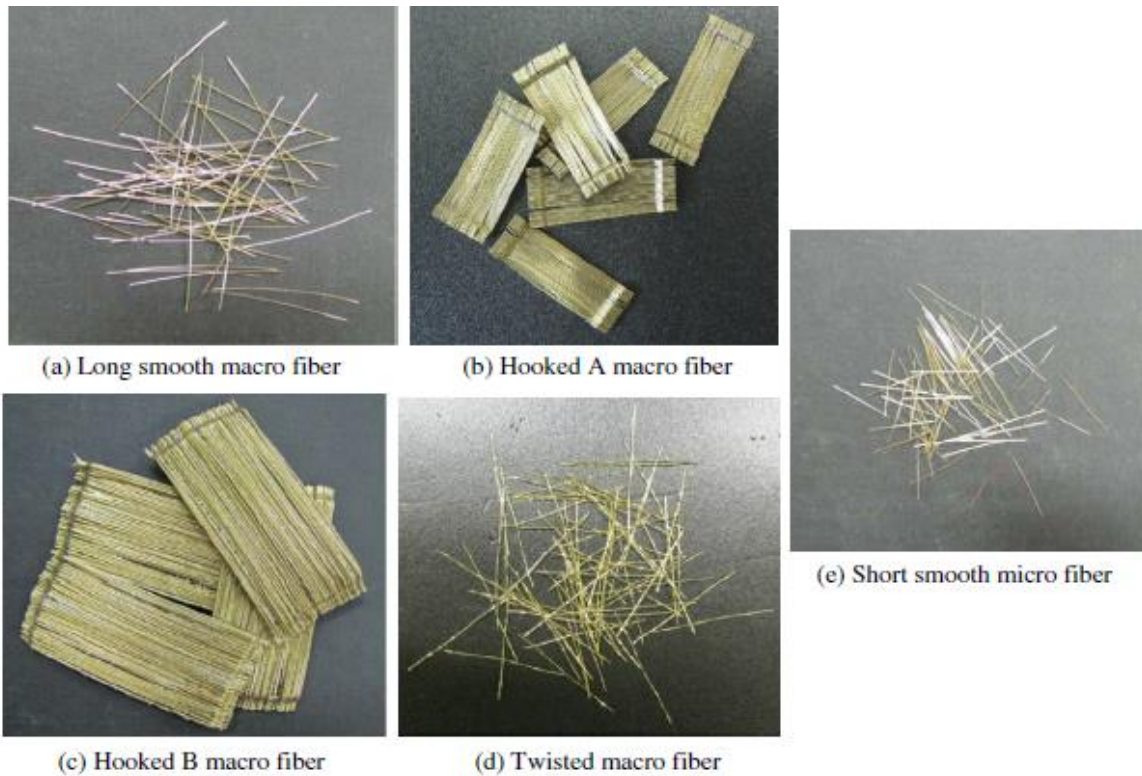 (a) Long smooth macro fiber
(b) Hooked A macro fiber
(c) Hooked B macro fiber
(d) Twisted macro fiber
(e) Short smooth micro fiber